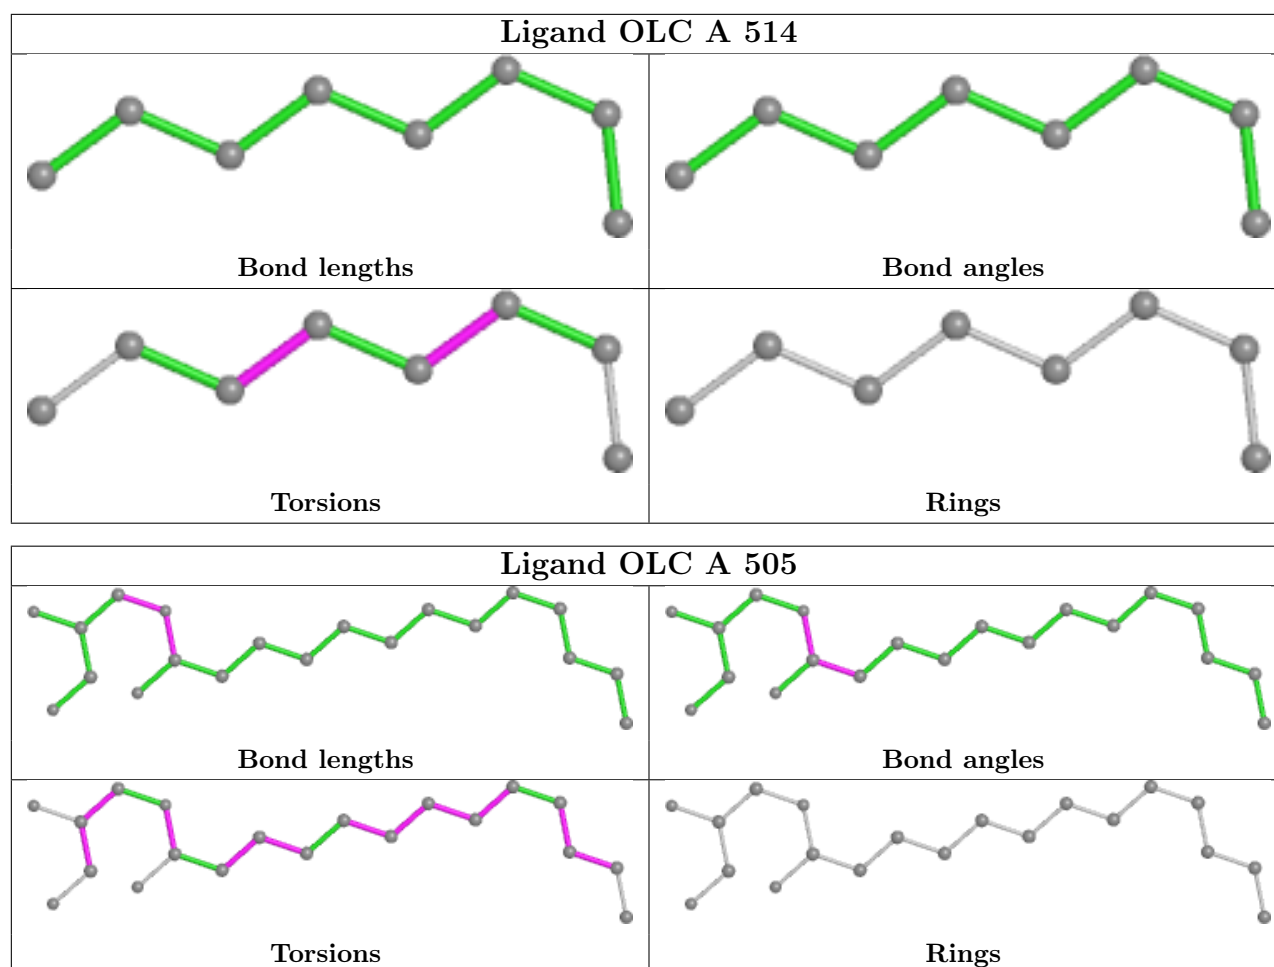 Ligand OLC A 514
Bond lengths Bond angles
Torsions Rings
Ligand OLC A 505
Bond lengths Bond angles
Torsions Rings